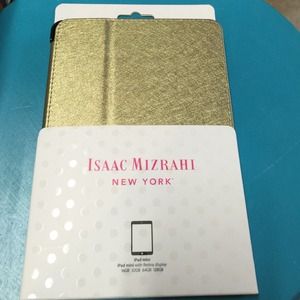 ISAAC MIZRAHI
NEW YORK
iPad mini
iPad mini with Retina display
16GB 32GB 64GB 128GB